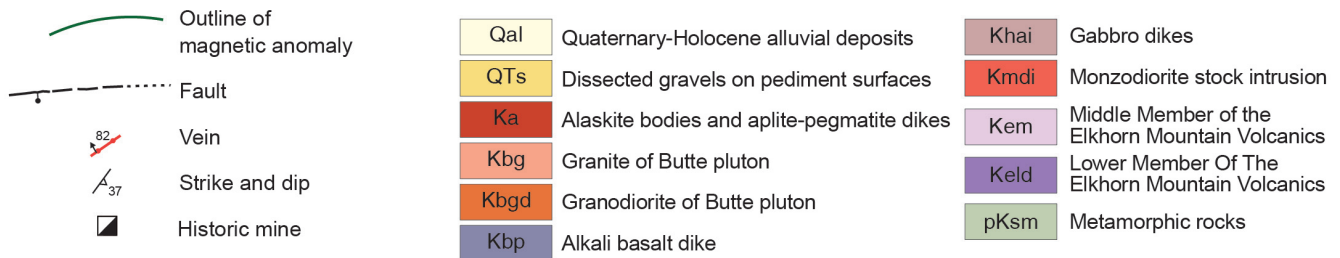 Outline of
magnetic anomaly
Fault
82
Vein
37
Strike and dip
Historic mine
Qal Quaternary-Holocene alluvial deposits
QTs Dissected gravels on pediment surfaces
Ka Alaskite bodies and aplite-pegmatite dikes
Kbg Granite of Butte pluton
Kbgd Granodiorite of Butte pluton
Kbp Alkali basalt dike
Khai Gabbro dikes
Kmdi Monzodiorite stock intrusion
Kem Middle Member of the
Elkhorn Mountain Volcanics
Keld Lower Member Of The
Elkhorn Mountain Volcanics
pKsm Metamorphic rocks